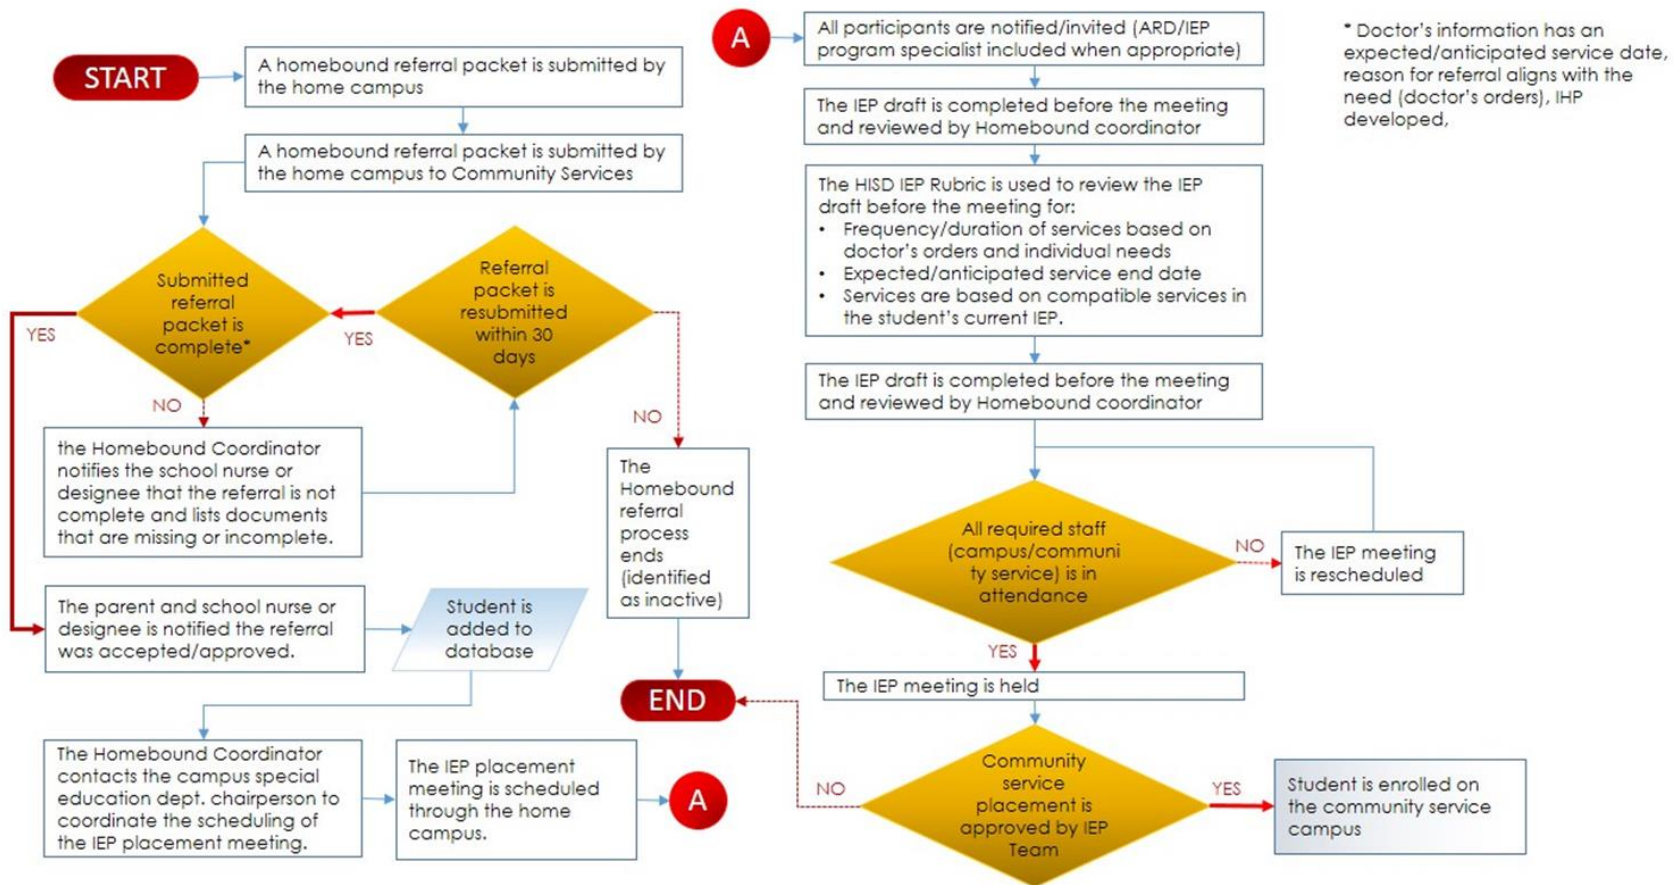 START
A homebound referral packet is submitted by
the home campus
A homebound referral packet is submitted by
the home campus to Community Services
Submitted
referral
packet is
complete*
YES
NO
Referral
packet is
resubmitted
within 30
days
YES
NO
the Homebound Coordinator
notifies the school nurse or
designee that the referral is not
complete and lists documents
that are missing or incomplete.
The
Homebound
referral
process
ends
(identified
as inactive)
The parent and school nurse or
designee is notified the referral
was accepted/approved.
Student is
added to
database
END
The Homebound Coordinator
contacts the campus special
education dept. chairperson to
coordinate the scheduling of
the IEP placement meeting.
The IEP placement
meeting is scheduled
through the home
campus.
A
A
All participants are notified/invited (ARD/IEP
program specialist included when appropriate)
The IEP draft is completed before the meeting
and reviewed by Homebound coordinator
The HISD IEP Rubric is used to review the IEP
draft before the meeting for:
• Frequency/duration of services based on
doctor's orders and individual needs
• Expected/anticipated service end date
• Services are based on compatible services in
the student's current IEP.
The IEP draft is completed before the meeting
and reviewed by Homebound coordinator
All required staff
(campus/communi
ty service) is in
attendance
NO
The IEP meeting
is rescheduled
YES
The IEP meeting is held
Community
service
placement is
approved by IEP
Team
NO
YES
Student is enrolled on
the community service
campus
* Doctor's information has an
expected/anticipated service date,
reason for referral aligns with the
need (doctor's orders), IHP
developed,